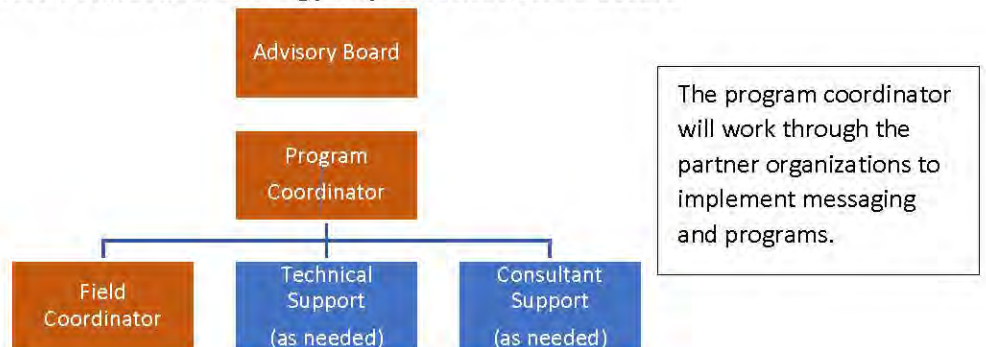 Advisory Board
Program
Coordinator
The program coordinator
will work through the
partner organizations to
implement messaging
and programs.
Field
Coordinator
Technical
Support
(as needed)
Consultant
Support
(as needed)